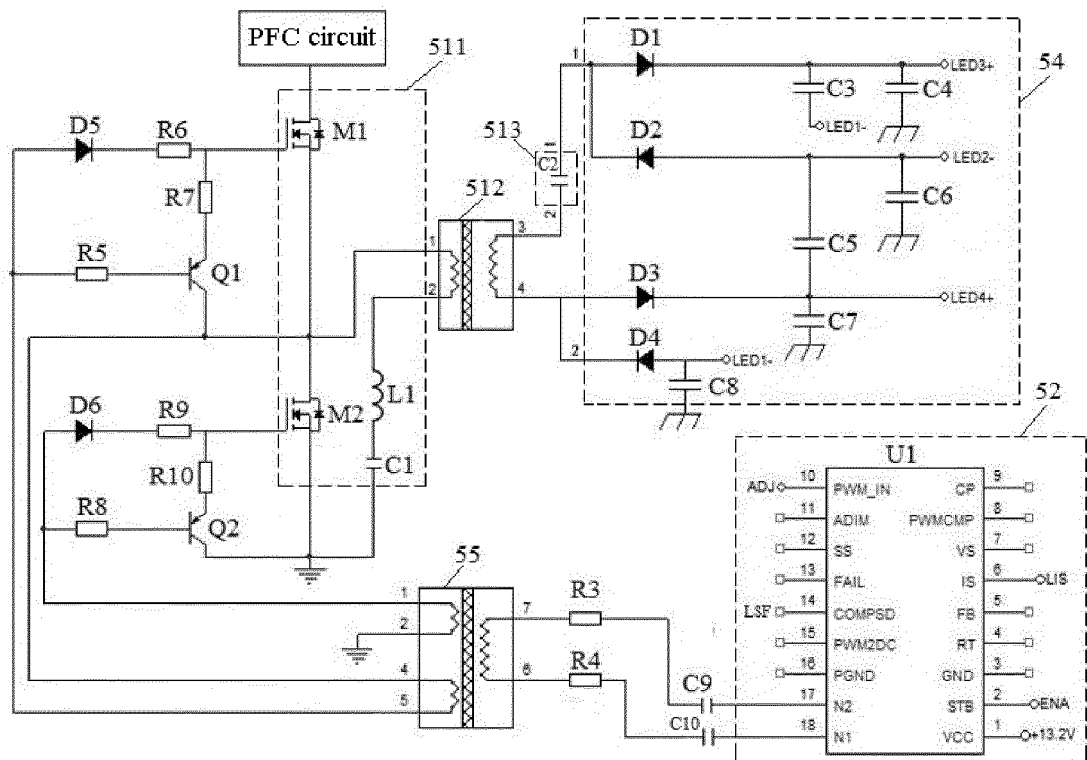 PFC circuit
511
D1
1
54
LED3+
C3
C4
LED1-
D5
R6
M1
513
1
C2
2
D2
LED2-
R7
512
C6
R5
Q1
1
2
3
4
C5
D3
LED4+
C7
D4
2
LED1-
C8
D6
R9
M2
L1
R10
C1
R8
Q2
52
U1
ADJ
10
PWM_IN
CP
9
11
ADIM
PWMCMP
8
12
SS
VS
7
13
FAIL
IS
6
LIS
LSF
14
COMPSD
FB
5
15
PWM2DC
RT
4
16
PGND
GND
3
17
N2
STB
2
ENA
18
N1
VCC
1
+13.2V
55
1
2
4
5
7
6
R3
R4
C9
C10